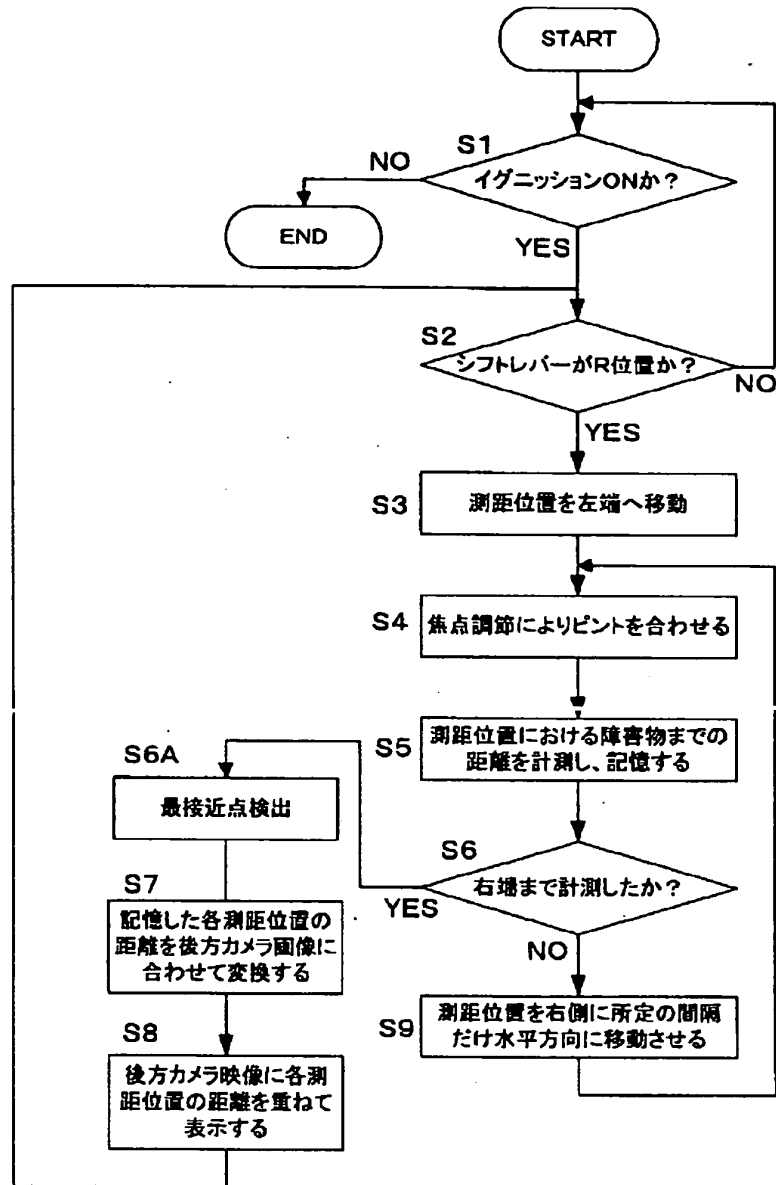 START
S1
NO
イグニッションONか？
END
YES
S2
シフトレバーがR位置か？
NO
YES
S3
測距位置を左端へ移動
S4
焦点調節によりピントを合わせる
S5
測距位置における障害物までの
距離を計測し、記憶する
S6A
最接近点検出
S6
右端まで計測したか？
YES
NO
S7
記憶した各測距位置の
距離を後方カメラ画像に
合わせて変換する
S9
測距位置を右側に所定の間隔
だけ水平方向に移動させる
S8
後方カメラ映像に各測
距位置の距離を重ねて
表示する